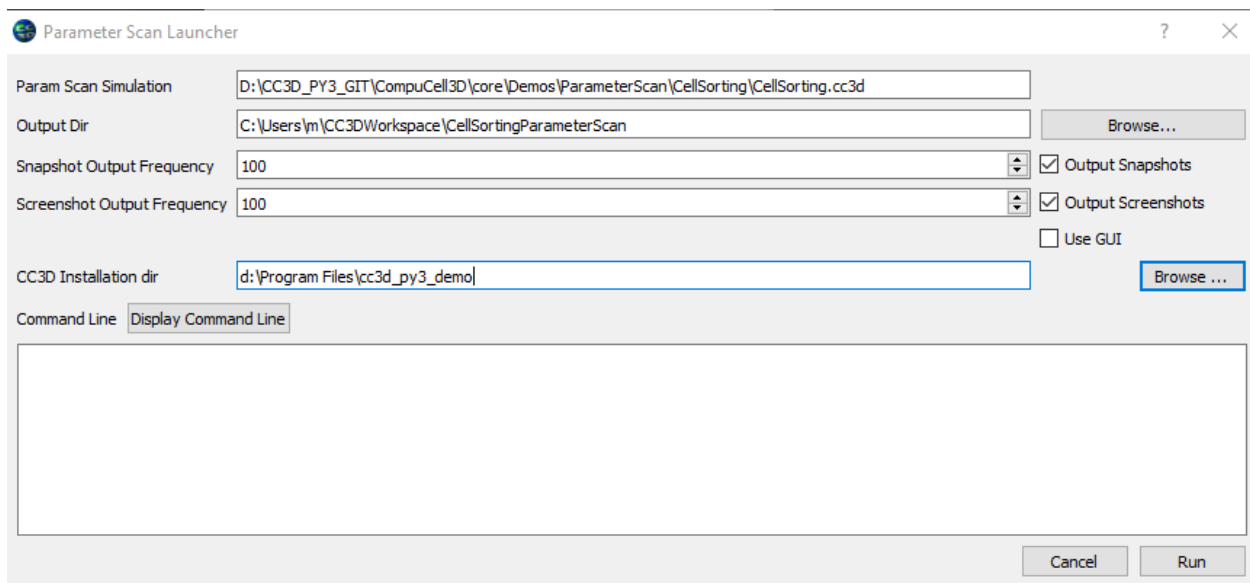 Parameter Scan Launcher ?
Param Scan Simulation D:\CC3D_PY3_GIT\CompuCell3D\core\Demos\ParameterScan\CellSorting\CellSorting.cc3d
Output Dir C:\Users\m\CC3DWorkspace\CellSortingParameterScan Browse...
Snapshot Output Frequency 100 Output Snapshots
Screenshot Output Frequency 100 Output Screenshots
Use GUI
CC3D Installation dir d:\Program Files\cc3d_py3_demo Browse ...
Command Line Display Command Line
Cancel Run